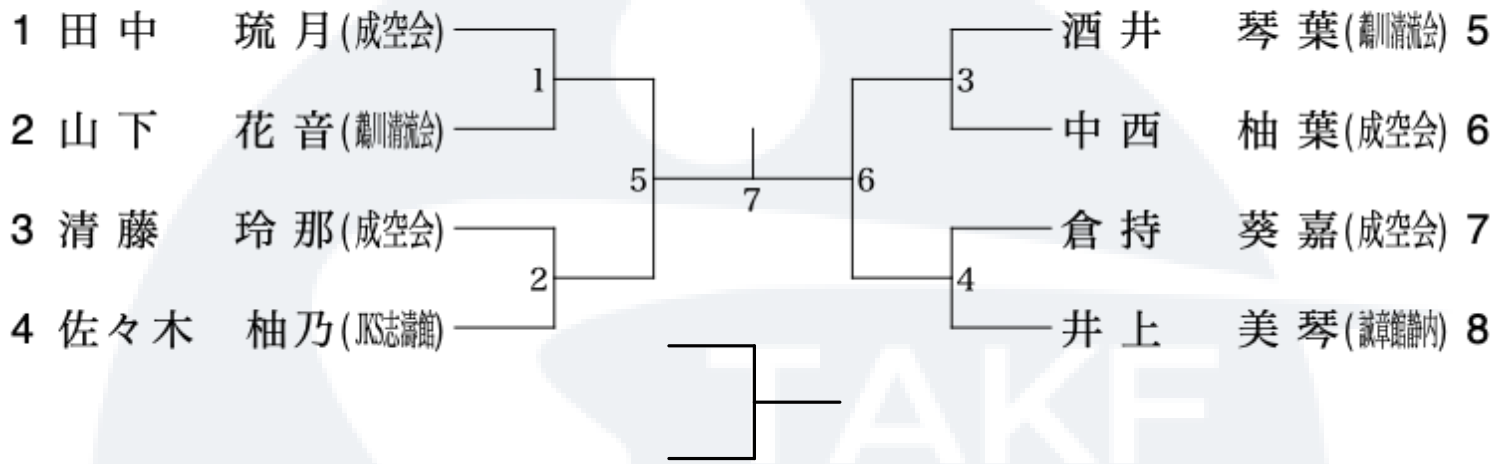 1 田中 琉月(成空会)
2 山下 花音(鵡川清流会)
3 清藤 玲那(成空会)
4 佐々木 柚乃(JKS志濤館)
1
2
5
7
6
3
4
酒井 琴葉(鵡川清流会) 5
中西 柚葉(成空会) 6
倉持 葵嘉(成空会) 7
井上 美琴(誠章館静内) 8
TAKF